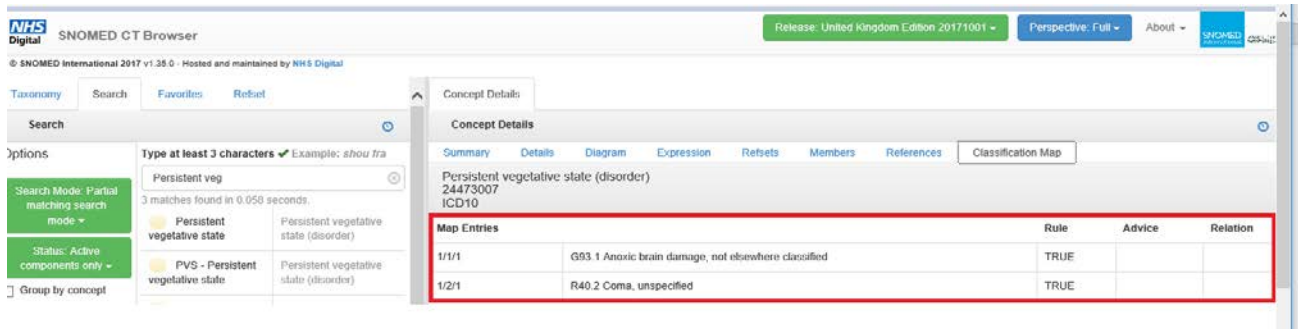 NHS
Digital
SNOMED CT Browser
Release: United Kingdom Edition 20171001
Perspective: Full
About
SNOMED
© SNOMED International 2017 v1.35.0 - Hosted and maintained by NHS Digital
Taxonomy Search Favorites Refset
Search
Options
Search Mode: Partial
matching search
mode
Status: Active
components only
Group by concept
Type at least 3 characters ✔ Example: shou fra
Persistent veg
3 matches found in 0.058 seconds.
Persistent
vegetative state
Persistent vegetative
state (disorder)
PVS - Persistent
vegetative state
Persistent vegetative
state (disorder)
Concept Details
Concept Details
Summary Details Diagram Expression Refsets Members References Classification Map
Persistent vegetative state (disorder)
24473007
ICD10
Map Entries Rule Advice Relation
1/1/1 G93.1 Anoxic brain damage, not elsewhere classified TRUE
1/2/1 R40.2 Coma, unspecified TRUE